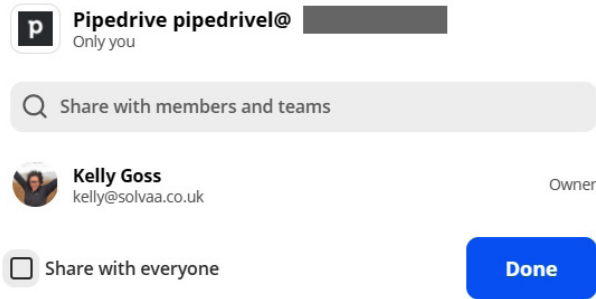 p
Pipedrive pipedrivel@
Only you
Share with members and teams
Kelly Goss
kelly@solvaa.co.uk
Owner
Share with everyone
Done